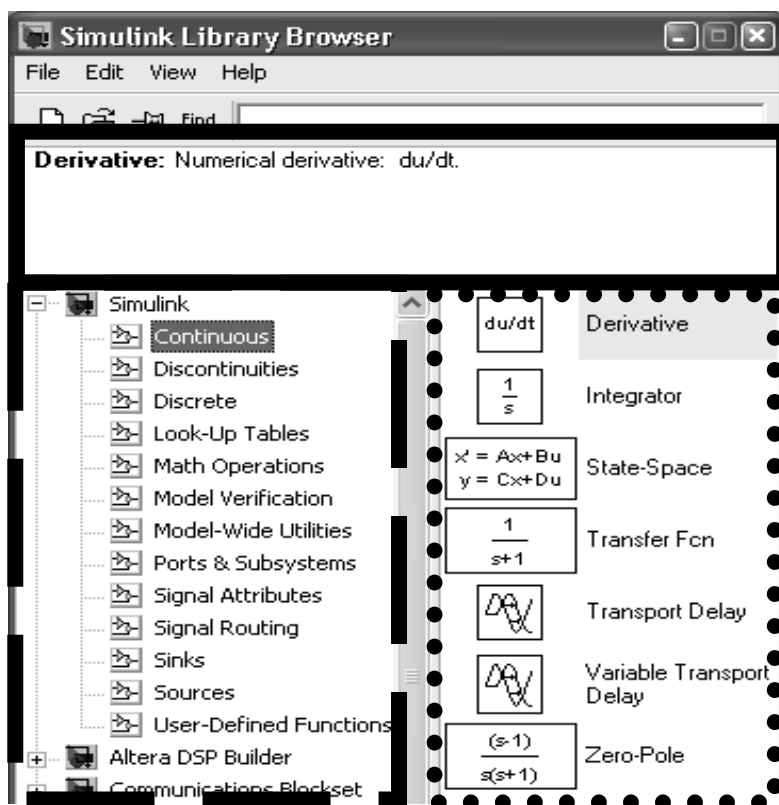 Simulink Library Browser
File Edit View Help
Find
Derivative: Numerical derivative: du/dt.
Simulink
Continuous
Discontinuities
Discrete
Look-Up Tables
Math Operations
Model Verification
Model-Wide Utilities
Ports & Subsystems
Signal Attributes
Signal Routing
Sinks
Sources
User-Defined Functions
Altera DSP Builder
Communications Blockset
du/dt
Derivative
1
s
Integrator
x' = Ax+Bu
y = Cx+Du
State-Space
1
s+1
Transfer Fcn
Transport Delay
Variable Transport
Delay
(s-1)
s(s+1)
Zero-Pole